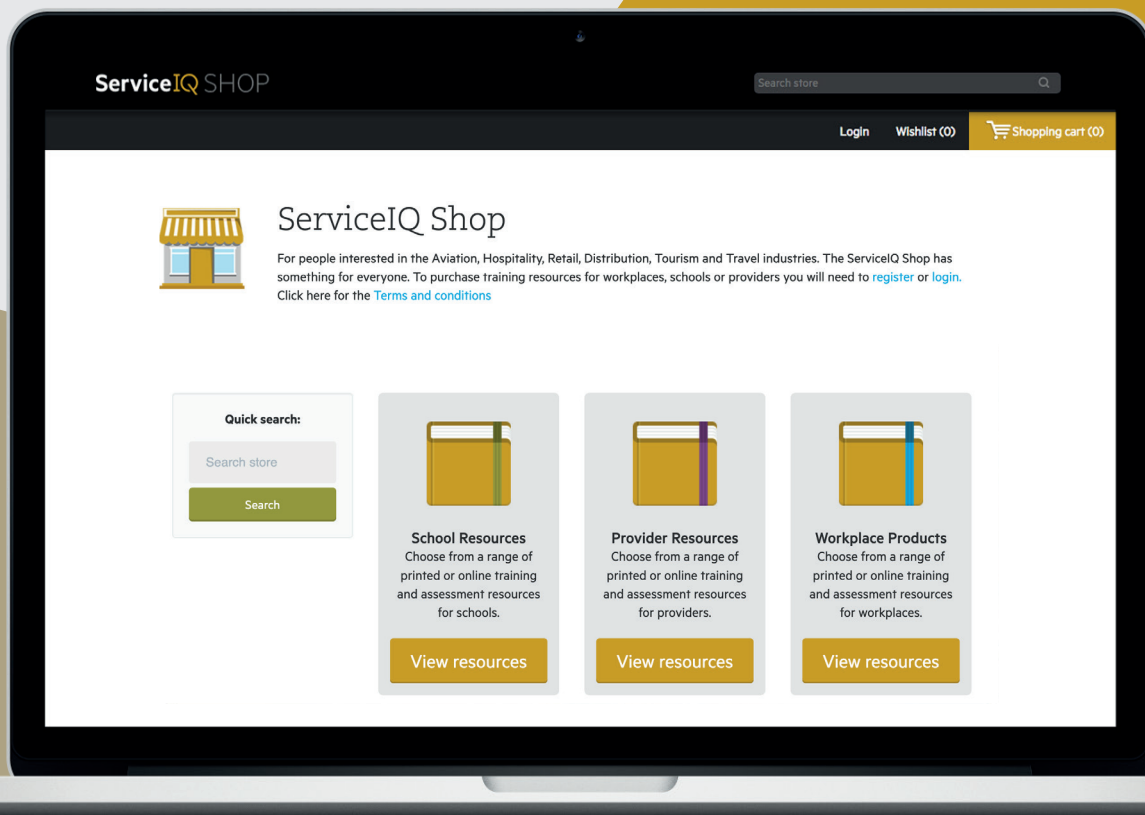 ServiceIQ SHOP
Search store
Login Wishlist (0) Shopping cart (0)
ServiceIQ Shop
For people interested in the Aviation, Hospitality, Retail, Distribution, Tourism and Travel industries. The ServiceIQ Shop has
something for everyone. To purchase training resources for workplaces, schools or providers you will need to register or login.
Click here for the Terms and conditions
Quick search:
Search store
Search
School Resources
Choose from a range of
printed or online training
and assessment resources
for schools.
View resources
Provider Resources
Choose from a range of
printed or online training
and assessment resources
for providers.
View resources
Workplace Products
Choose from a range of
printed or online training
and assessment resources
for workplaces.
View resources